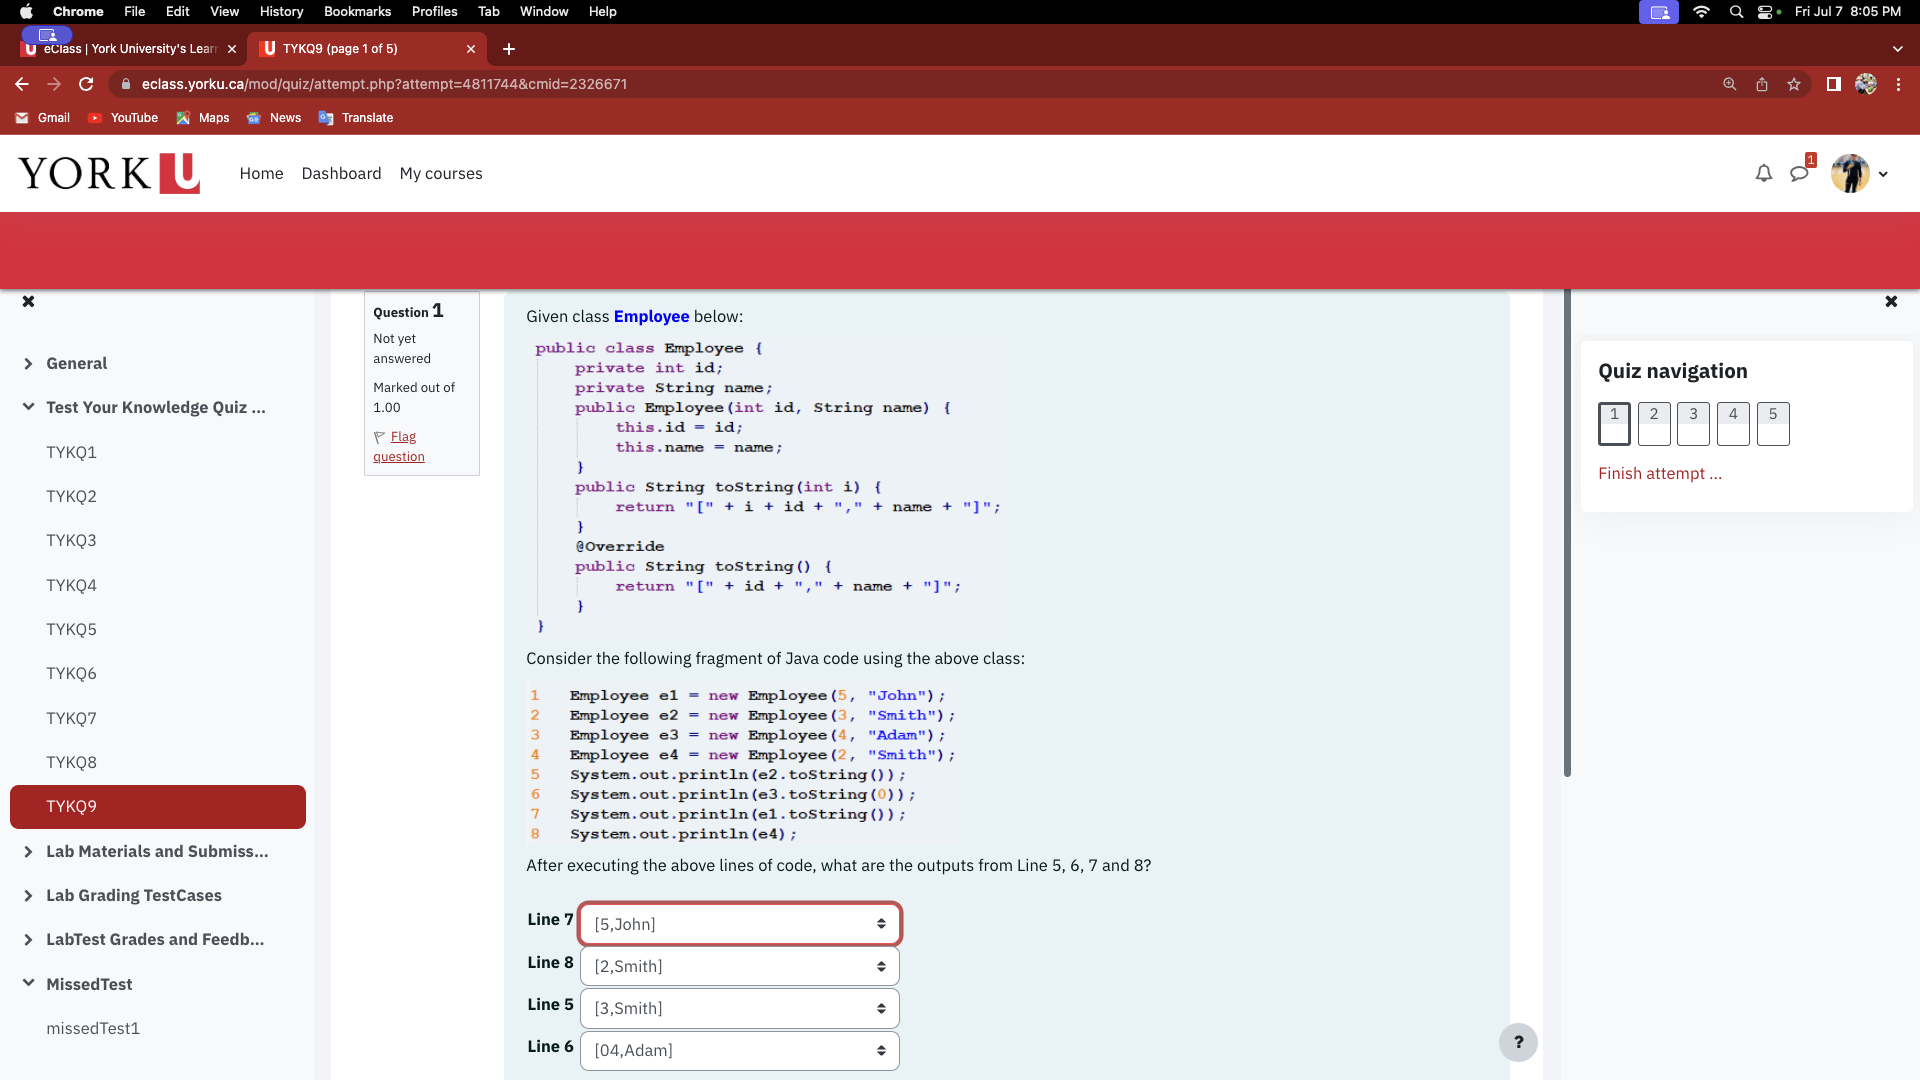 Chrome File Edit View History Bookmarks Profiles Tab Window Help Fri Jul 7 8:05 PM
eClass | York University's Lear TYKQ9 (page 1 of 5)
eclass.yorku.ca/mod/quiz/attempt.php?attempt=4811744&cmid=2326671
Gmail YouTube Maps News Translate
YORK U Home Dashboard My courses 1
General
Test Your Knowledge Quiz ...
TYKQ1
TYKQ2
TYKQ3
TYKQ4
TYKQ5
TYKQ6
TYKQ7
TYKQ8
TYKQ9
Lab Materials and Submiss...
Lab Grading TestCases
LabTest Grades and Feedb...
MissedTest
missedTest1
Question 1
Not yet
answered
Marked out of
1.00
Flag
question
Given class Employee below:
public class Employee {
private int id;
private String name;
public Employee(int id, String name) {
this.id = id;
this.name = name;
}
public String toString(int i) {
return "[" + i + id + "," + name + "]";
}
@Override
public String toString() {
return "[" + id + "," + name + "]";
}
}
Consider the following fragment of Java code using the above class:
1 Employee e1 = new Employee(5, "John");
2 Employee e2 = new Employee(3, "Smith");
3 Employee e3 = new Employee(4, "Adam");
4 Employee e4 = new Employee(2, "Smith");
5 System.out.println(e2.toString());
6 System.out.println(e3.toString(0));
7 System.out.println(e1.toString());
8 System.out.println(e4);
After executing the above lines of code, what are the outputs from Line 5, 6, 7 and 8?
Line 7 [5,John]
Line 8 [2,Smith]
Line 5 [3,Smith]
Line 6 [04,Adam]
Quiz navigation
1 2 3 4 5
Finish attempt ...
?